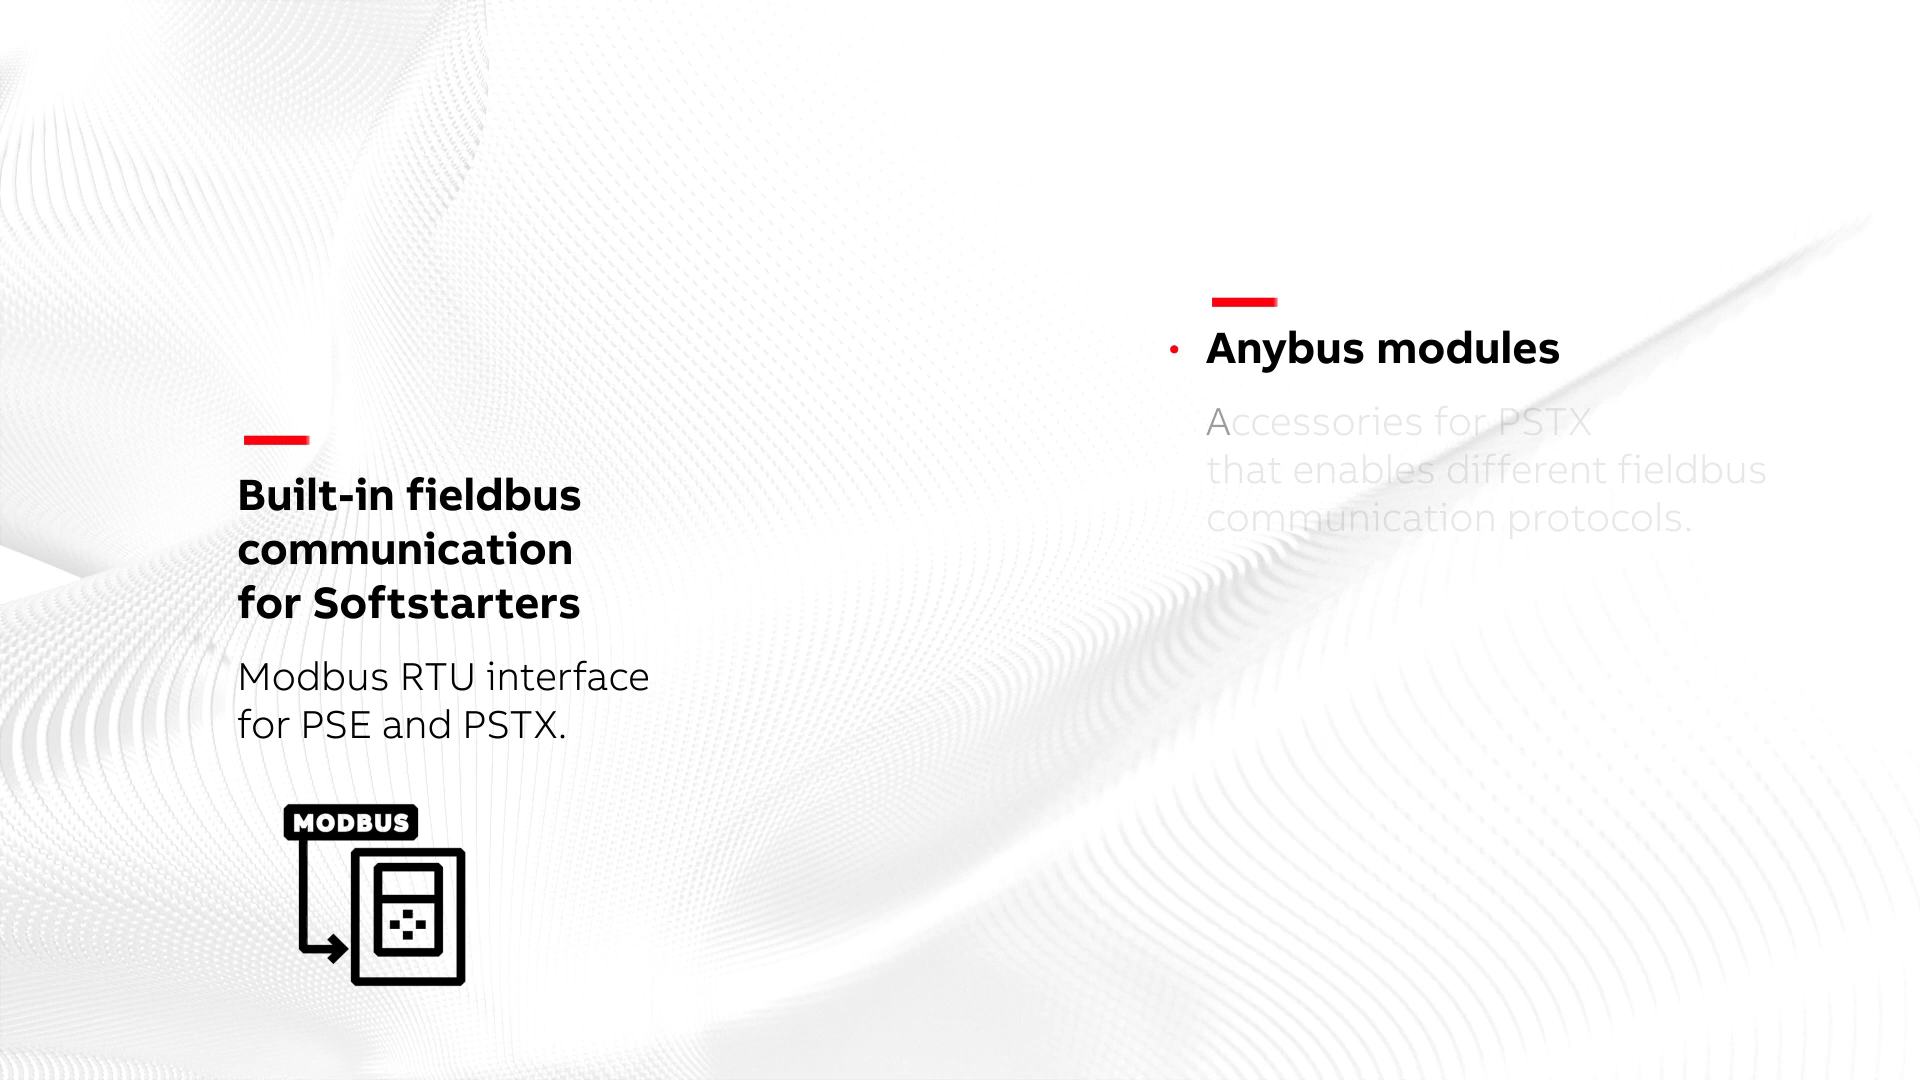 Built-in fieldbus
communication
for Softstarters
Modbus RTU interface
for PSE and PSTX.
MODBUS
• Anybus modules
Accessories for PSTX
that enables different fieldbus
communication protocols.